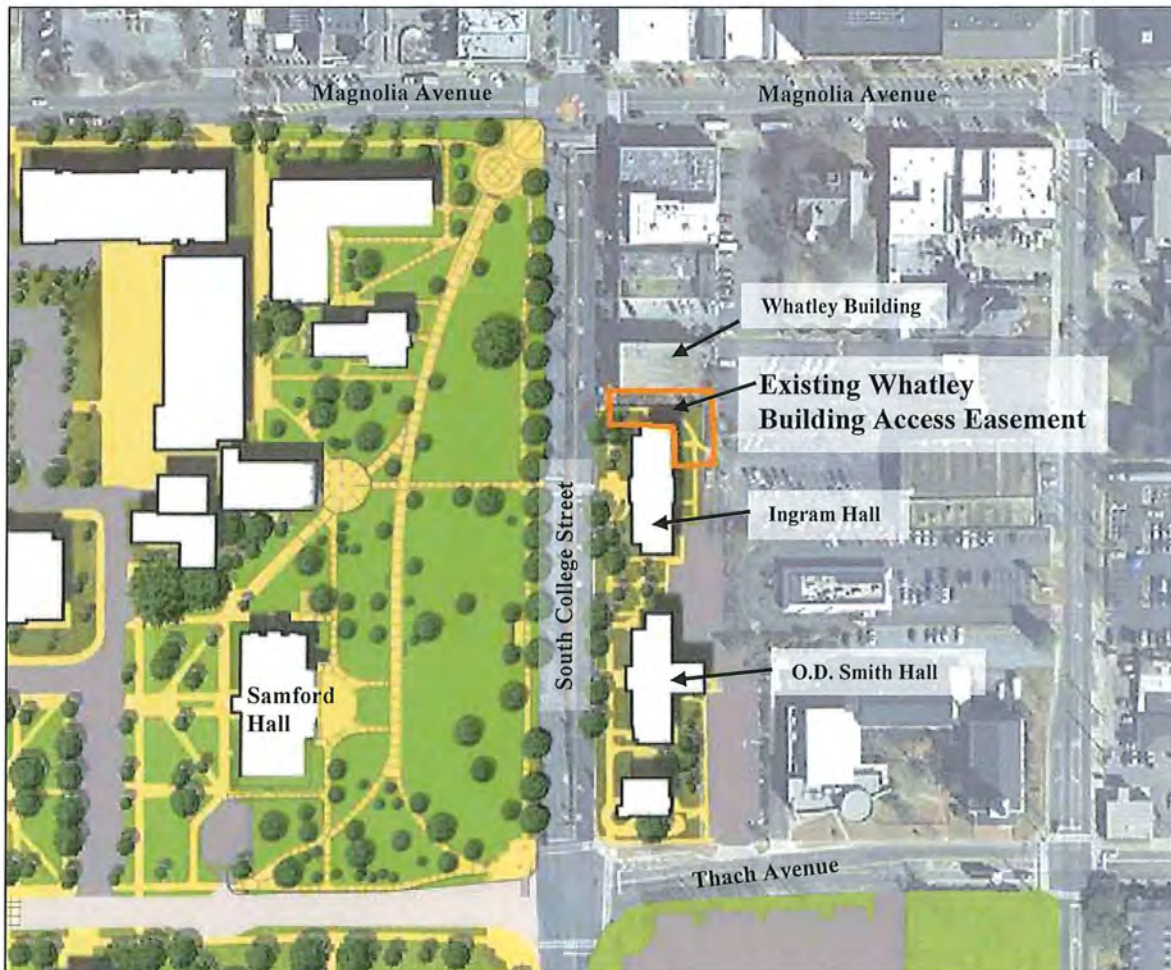 Magnolia Avenue
Magnolia Avenue
Whatley Building
Existing Whatley
Building Access Easement
South College Street
Ingram Hall
O.D. Smith Hall
Samford
Hall
Thach Avenue